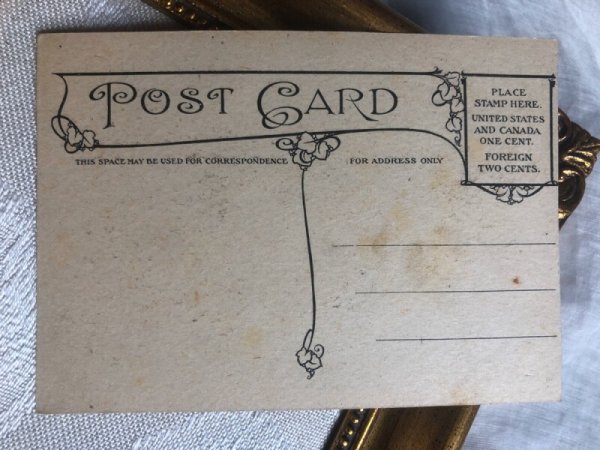 POST CARD
PLACE
STAMP HERE.
UNITED STATES
AND CANADA
ONE CENT.
FOREIGN
TWO CENTS.
THIS SPACE MAY BE USED FOR CORRESPONDENCE
FOR ADDRESS ONLY